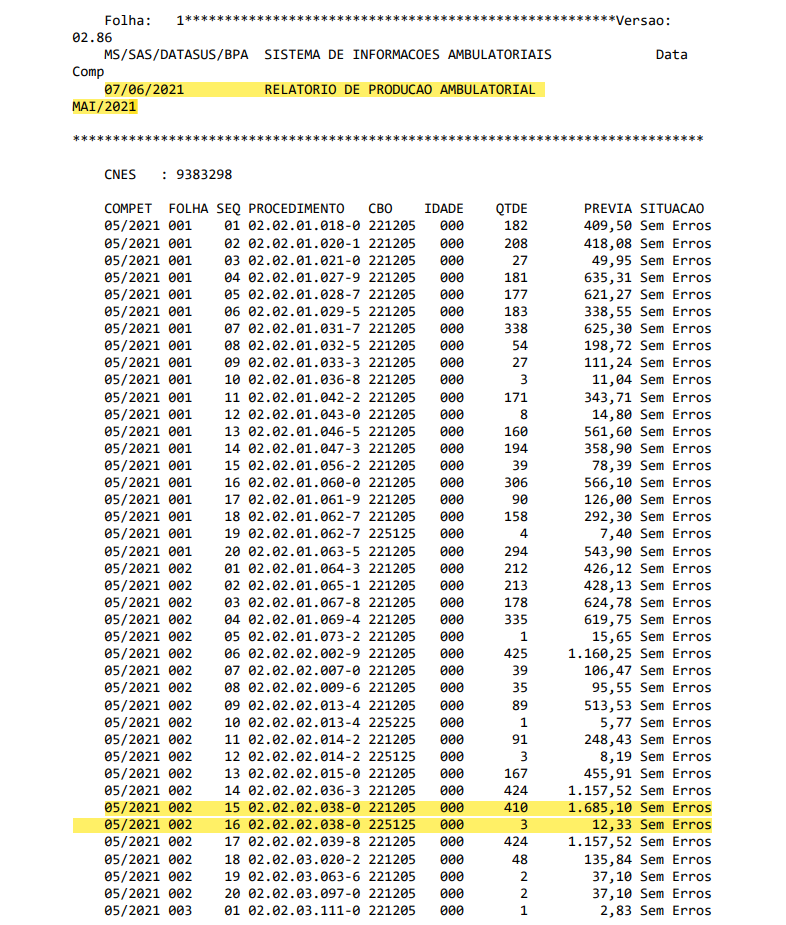 Folha:   1******************************************************Versao:
02.86
MS/SAS/DATASUS/BPA  SISTEMA DE INFORMACOES AMBULATORIAIS             Data
Comp
07/06/2021          RELATORIO DE PRODUCAO AMBULATORIAL
MAI/2021
*******************************************************************************
CNES   : 9383298
COMPET  FOLHA SEQ PROCEDIMENTO   CBO    IDADE    QTDE       PREVIA SITUACAO
05/2021 001    01 02.02.01.018-0 221205   000     182       409,50 Sem Erros
05/2021 001    02 02.02.01.020-1 221205   000     208       418,08 Sem Erros
05/2021 001    03 02.02.01.021-0 221205   000      27        49,95 Sem Erros
05/2021 001    04 02.02.01.027-9 221205   000     181       635,31 Sem Erros
05/2021 001    05 02.02.01.028-7 221205   000     177       621,27 Sem Erros
05/2021 001    06 02.02.01.029-5 221205   000     183       338,55 Sem Erros
05/2021 001    07 02.02.01.031-7 221205   000     338       625,30 Sem Erros
05/2021 001    08 02.02.01.032-5 221205   000      54       198,72 Sem Erros
05/2021 001    09 02.02.01.033-3 221205   000      27       111,24 Sem Erros
05/2021 001    10 02.02.01.036-8 221205   000       3        11,04 Sem Erros
05/2021 001    11 02.02.01.042-2 221205   000     171       343,71 Sem Erros
05/2021 001    12 02.02.01.043-0 221205   000       8        14,80 Sem Erros
05/2021 001    13 02.02.01.046-5 221205   000     160       561,60 Sem Erros
05/2021 001    14 02.02.01.047-3 221205   000     194       358,90 Sem Erros
05/2021 001    15 02.02.01.056-2 221205   000      39        78,39 Sem Erros
05/2021 001    16 02.02.01.060-0 221205   000     306       566,10 Sem Erros
05/2021 001    17 02.02.01.061-9 221205   000      90       126,00 Sem Erros
05/2021 001    18 02.02.01.062-7 221205   000     158       292,30 Sem Erros
05/2021 001    19 02.02.01.062-7 225125   000       4         7,40 Sem Erros
05/2021 001    20 02.02.01.063-5 221205   000     294       543,90 Sem Erros
05/2021 002    01 02.02.01.064-3 221205   000     212       426,12 Sem Erros
05/2021 002    02 02.02.01.065-1 221205   000     213       428,13 Sem Erros
05/2021 002    03 02.02.01.067-8 221205   000     178       624,78 Sem Erros
05/2021 002    04 02.02.01.069-4 221205   000     335       619,75 Sem Erros
05/2021 002    05 02.02.01.073-2 221205   000       1        15,65 Sem Erros
05/2021 002    06 02.02.02.002-9 221205   000     425     1.160,25 Sem Erros
05/2021 002    07 02.02.02.007-0 221205   000      39       106,47 Sem Erros
05/2021 002    08 02.02.02.009-6 221205   000      35        95,55 Sem Erros
05/2021 002    09 02.02.02.013-4 221205   000      89       513,53 Sem Erros
05/2021 002    10 02.02.02.013-4 225225   000       1         5,77 Sem Erros
05/2021 002    11 02.02.02.014-2 221205   000      91       248,43 Sem Erros
05/2021 002    12 02.02.02.014-2 225125   000       3         8,19 Sem Erros
05/2021 002    13 02.02.02.015-0 221205   000     167       455,91 Sem Erros
05/2021 002    14 02.02.02.036-3 221205   000     424     1.157,52 Sem Erros
05/2021 002    15 02.02.02.038-0 221205   000     410     1.685,10 Sem Erros
05/2021 002    16 02.02.02.038-0 225125   000       3        12,33 Sem Erros
05/2021 002    17 02.02.02.039-8 221205   000     424     1.157,52 Sem Erros
05/2021 002    18 02.02.03.020-2 221205   000      48       135,84 Sem Erros
05/2021 002    19 02.02.03.063-6 221205   000       2        37,10 Sem Erros
05/2021 002    20 02.02.03.097-0 221205   000       2        37,10 Sem Erros
05/2021 003    01 02.02.03.111-0 221205   000       1         2,83 Sem Erros